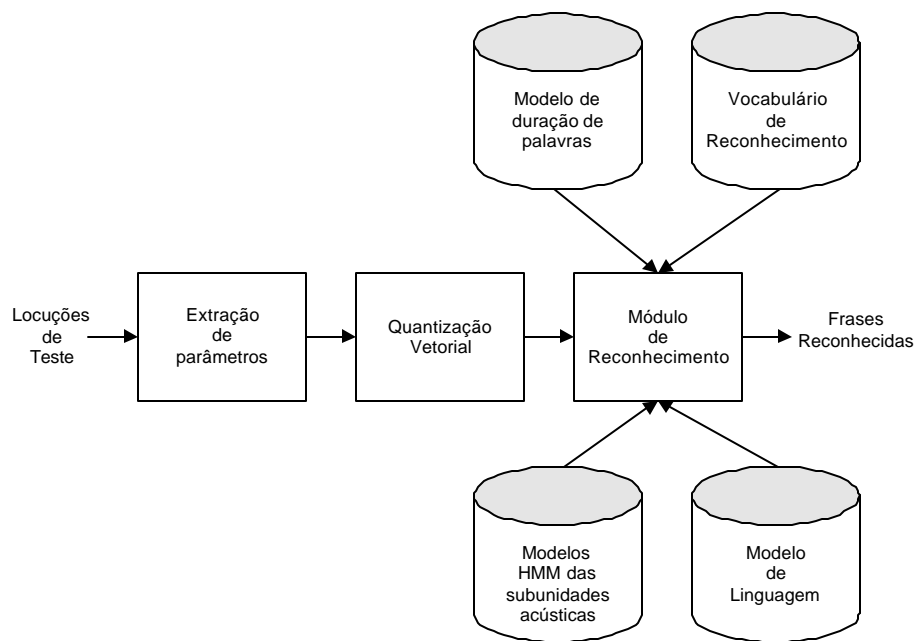 Modelo de
duração de
palavras
Vocabulário
de
Reconhecimento
Locuções
de
Teste
Extração
de
parâmetros
Quantização
Vetorial
Módulo
de
Reconhecimento
Frases
Reconhecidas
Modelos
HMM das
subunidades
acústicas
Modelo
de
Linguagem